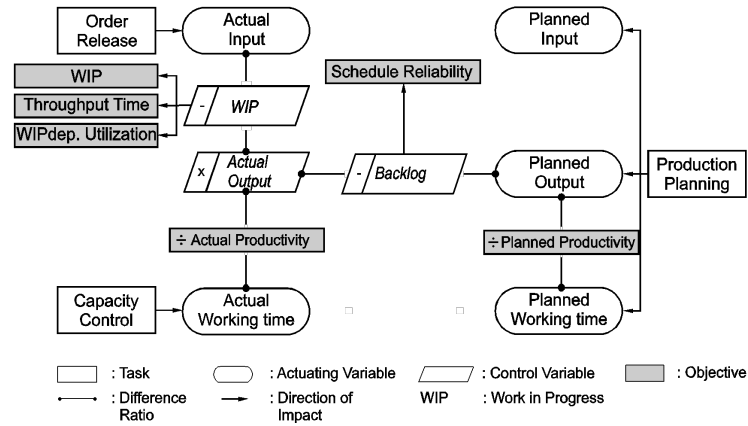 Order
Release
Actual
Input
Planned
Input
WIP
Throughput Time
WIPdep. Utilization
- WIP
Schedule Reliability
x Actual
Output
- Backlog
Planned
Output
Production
Planning
÷ Actual Productivity
÷ Planned Productivity
Capacity
Control
Actual
Working time
Planned
Working time
: Task
: Actuating Variable
: Control Variable
: Objective
: Difference
Ratio
: Direction of
Impact
WIP : Work in Progress